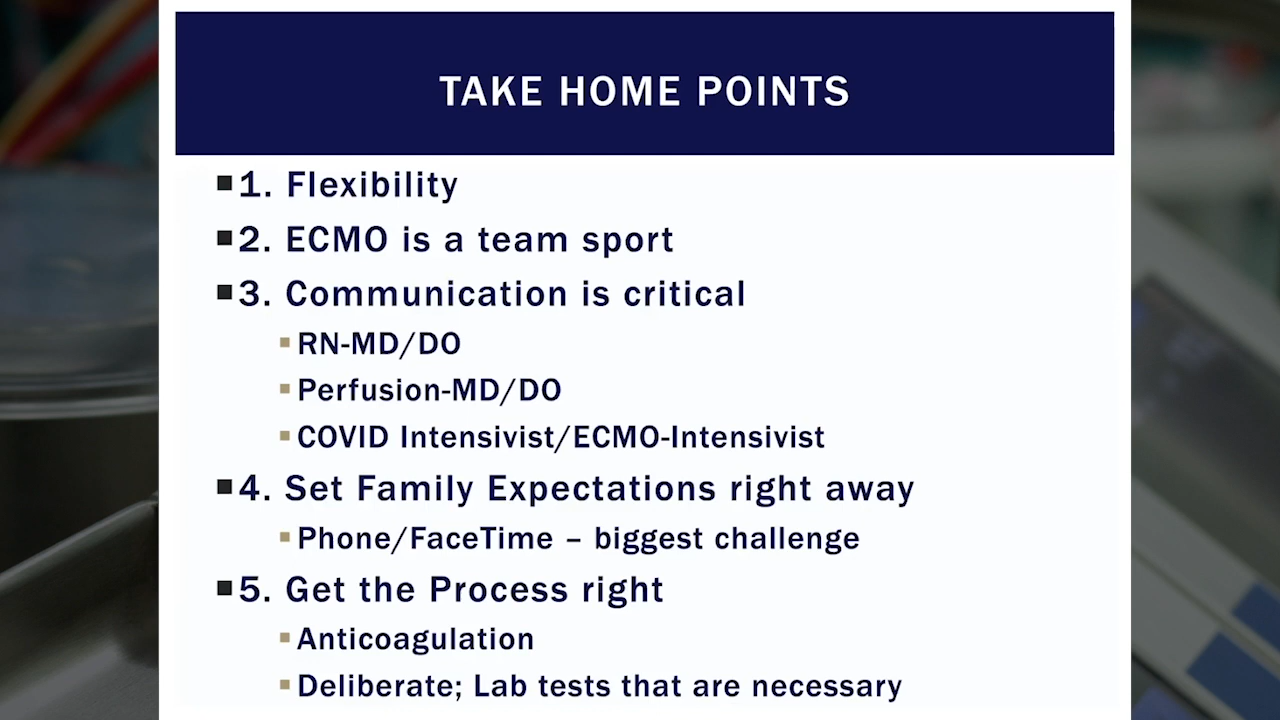 TAKE HOME POINTS
1. Flexibility
2. ECMO is a team sport
3. Communication is critical
RN-MD/DO
Perfusion-MD/DO
COVID Intensivist/ECMO-Intensivist
4. Set Family Expectations right away
Phone/FaceTime – biggest challenge
5. Get the Process right
Anticoagulation
Deliberate; Lab tests that are necessary